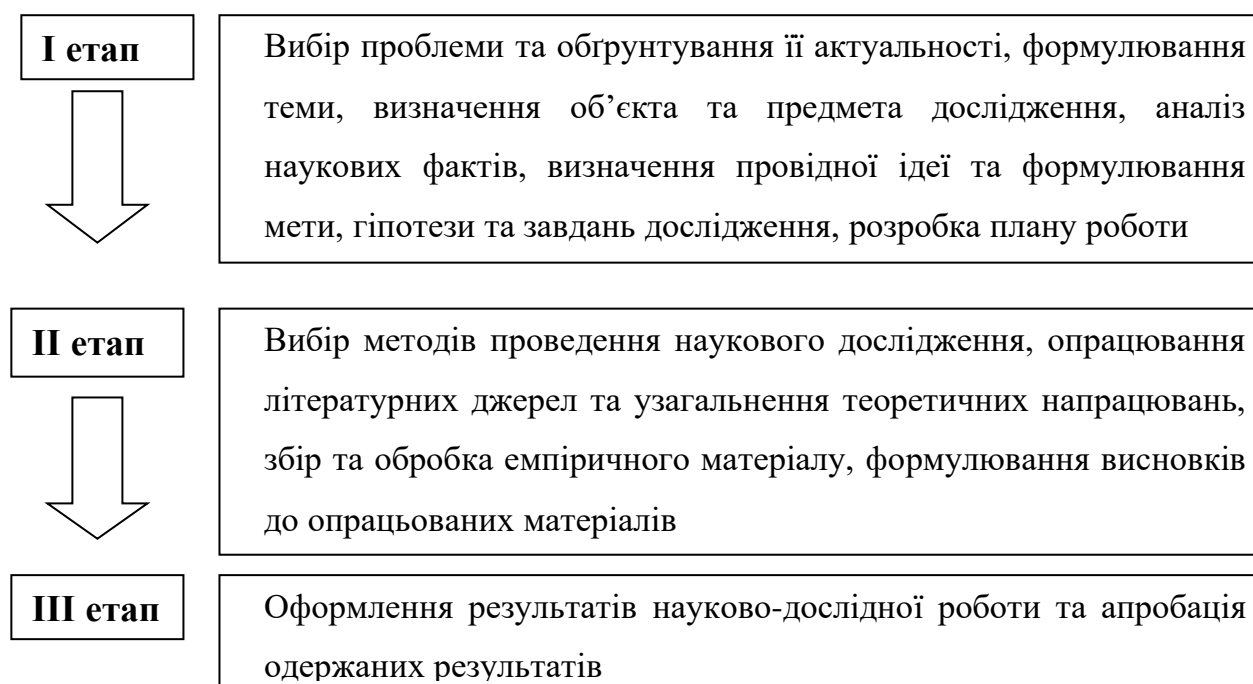 І етап
Вибір проблеми та обґрунтування її актуальності, формулювання
теми, визначення об’єкта та предмета дослідження, аналіз
наукових фактів, визначення провідної ідеї та формулювання
мети, гіпотези та завдань дослідження, розробка плану роботи
ІІ етап
Вибір методів проведення наукового дослідження, опрацювання
літературних джерел та узагальнення теоретичних напрацювань,
збір та обробка емпіричного матеріалу, формулювання висновків
до опрацьованих матеріалів
ІІІ етап
Оформлення результатів науково-дослідної роботи та апробація
одержаних результатів